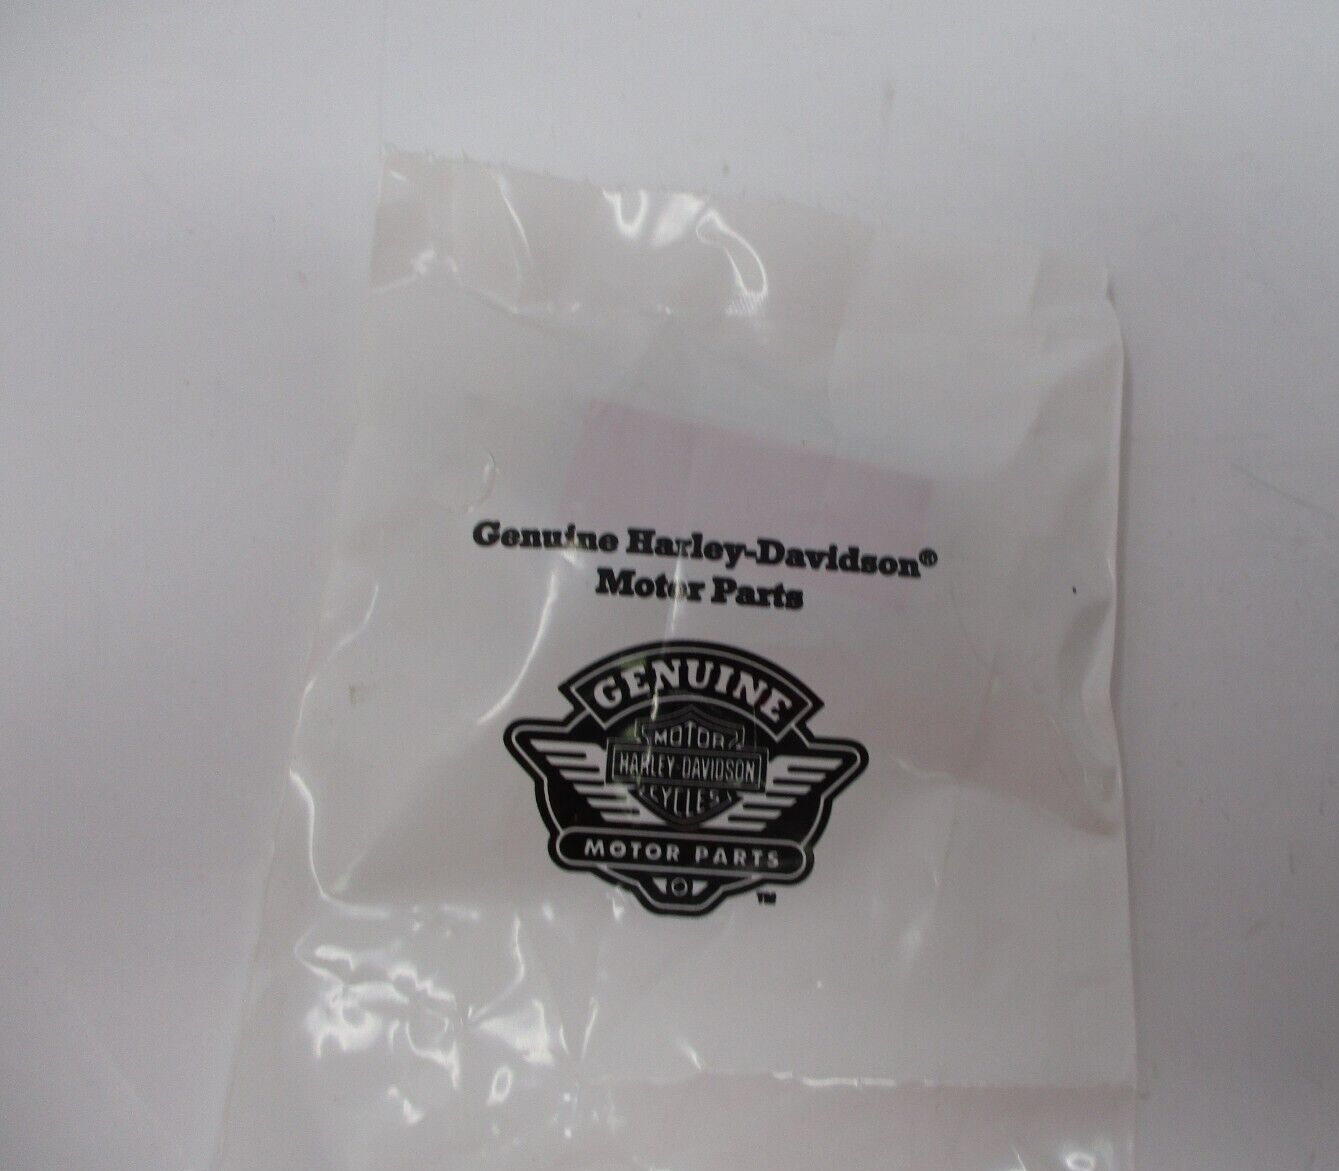 Genuine Harley-Davidson®
Motor Parts
GENUINE
MOTOR
HARLEY-DAVIDSON
CYCLES
MOTOR PARTS
TM